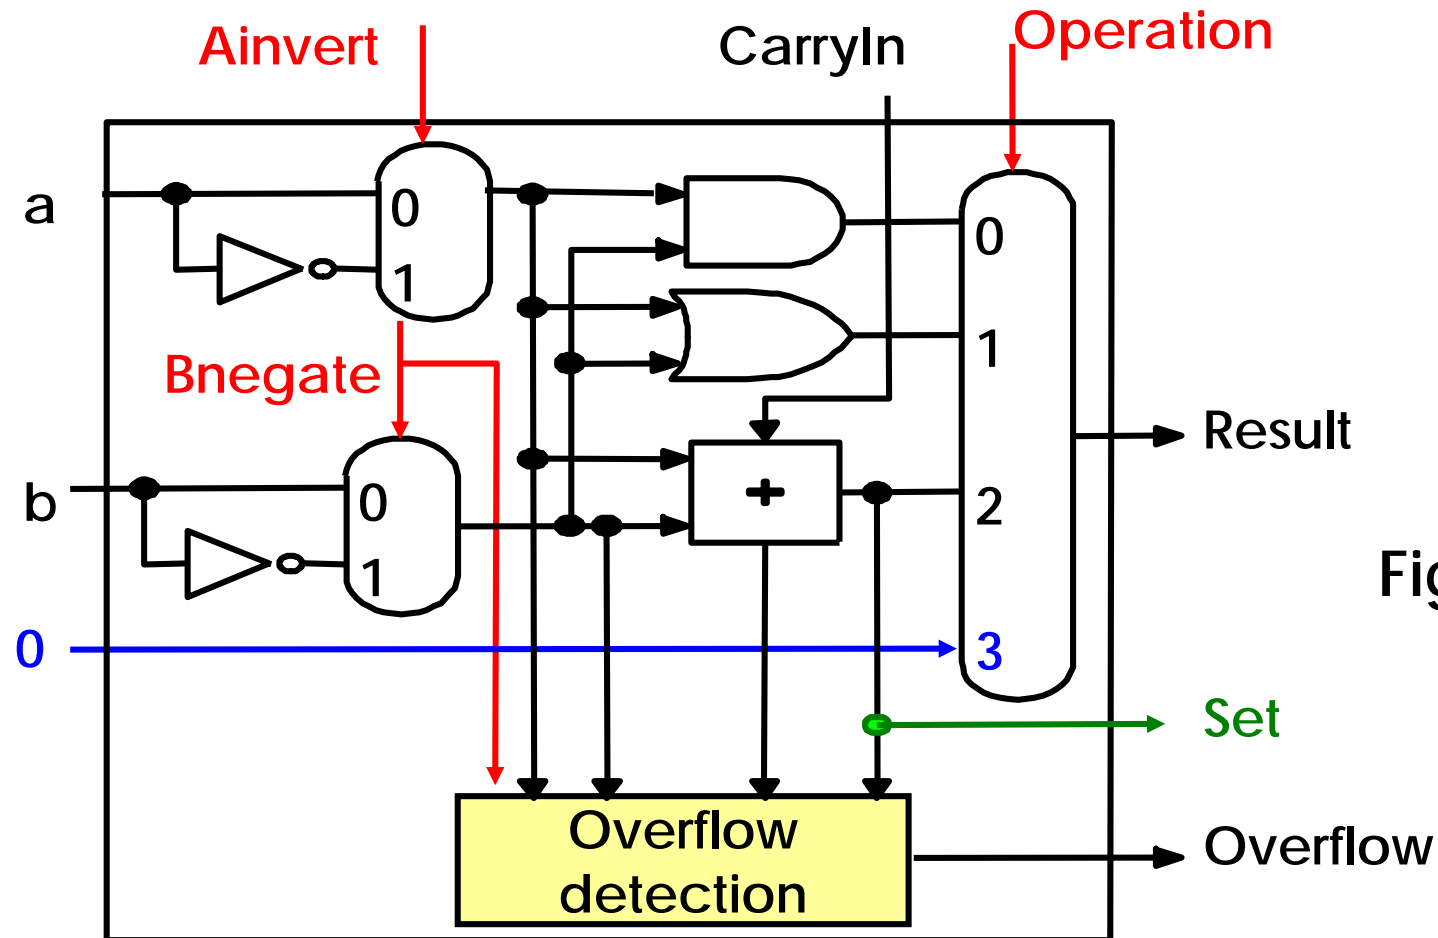 Ainvert
CarryIn
Operation
a
0
1
0
1
Bnegate
Result
b
0
1
+
2
0
3
Set
Overflow
detection
Overflow